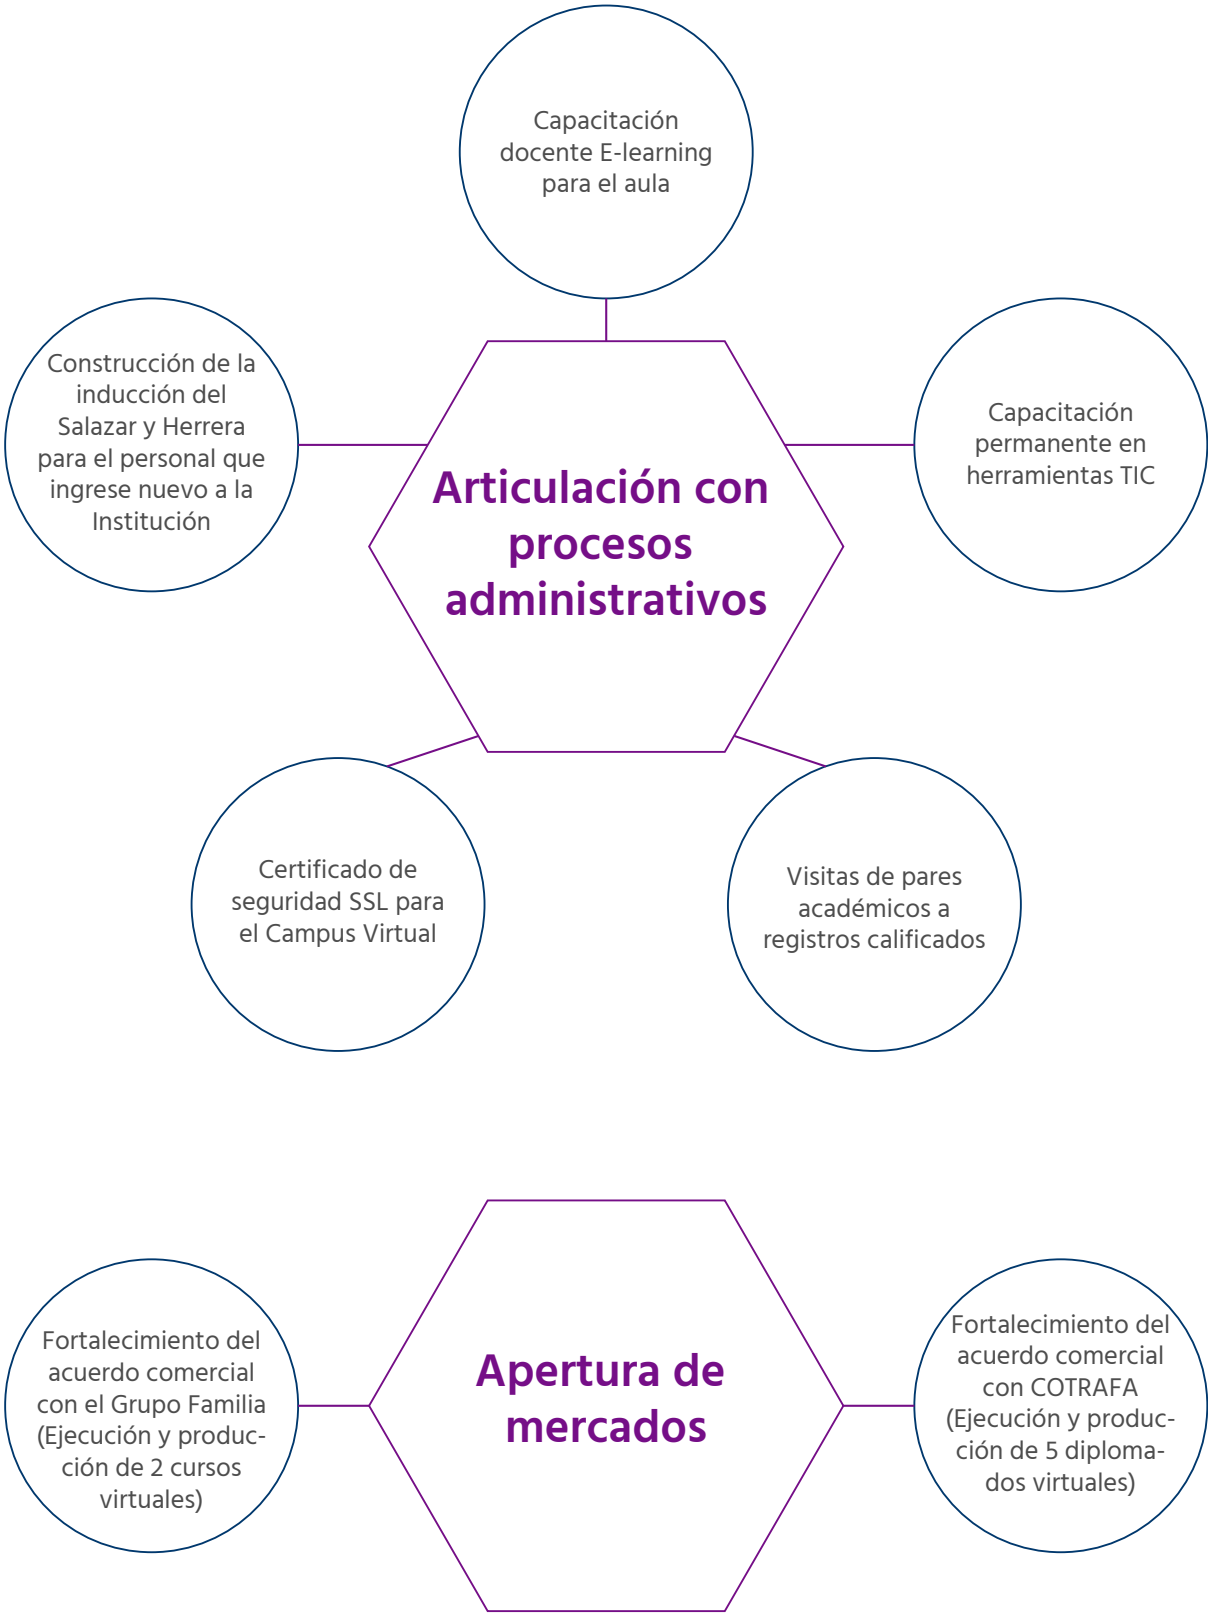 Capacitación
docente E-learning
para el aula
Construcción de la
inducción del
Salazar y Herrera
para el personal que
ingrese nuevo a la
Institución
Capacitación
permanente en
herramientas TIC
Articulación con
procesos
administrativos
Certificado de
seguridad SSL para
el Campus Virtual
Visitas de pares
académicos a
registros calificados
Fortalecimiento del
acuerdo comercial
con el Grupo Familia
(Ejecución y produc-
ción de 2 cursos
virtuales)
Apertura de
mercados
Fortalecimiento del
acuerdo comercial
con COTRAFA
(Ejecución y produc-
ción de 5 diploma-
dos virtuales)